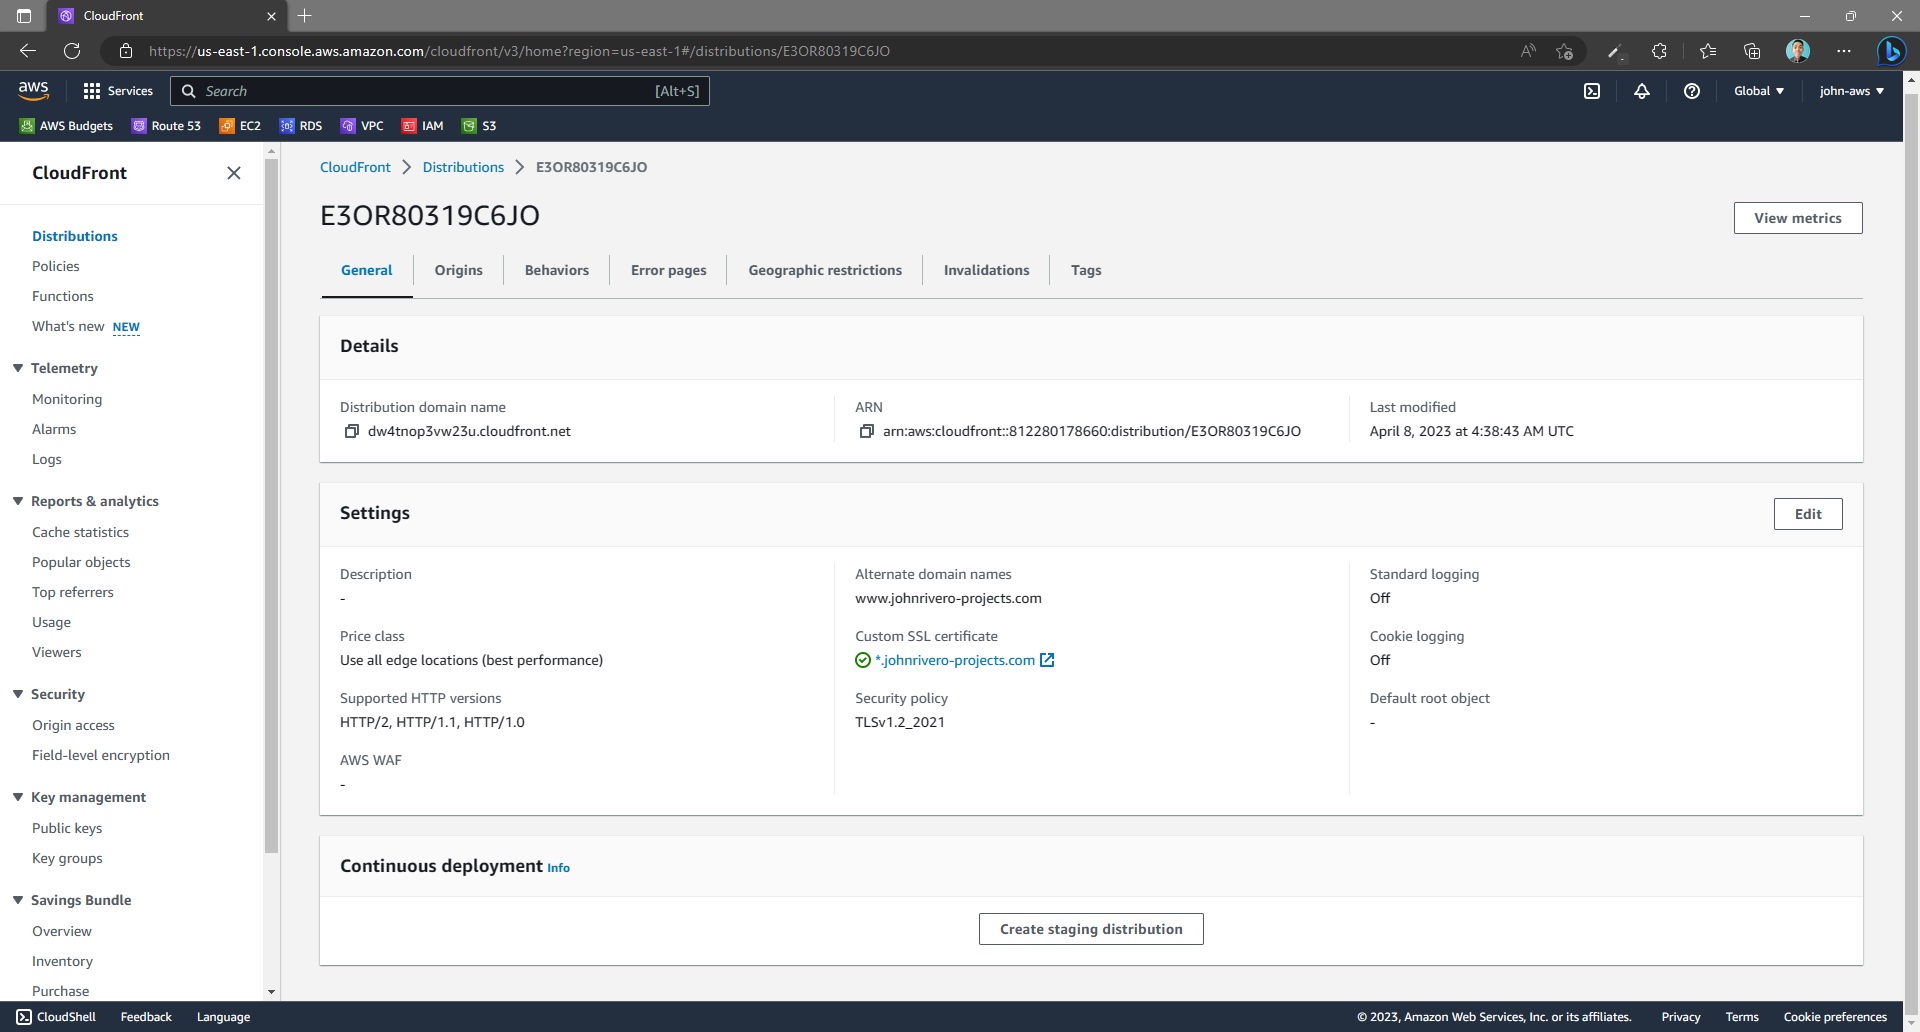 CloudFront
https://us-east-1.console.aws.amazon.com/cloudfront/v3/home?region=us-east-1#/distributions/E3OR80319C6JO
aws
Services
Search
[Alt+S]
Global
john-aws
AWS Budgets
Route 53
EC2
RDS
VPC
IAM
S3
CloudFront
Distributions
Policies
Functions
What's new NEW
Telemetry
Monitoring
Alarms
Logs
Reports & analytics
Cache statistics
Popular objects
Top referrers
Usage
Viewers
Security
Origin access
Field-level encryption
Key management
Public keys
Key groups
Savings Bundle
Overview
Inventory
Purchase
CloudFront
Distributions
E3OR80319C6JO
E3OR80319C6JO
View metrics
General
Origins
Behaviors
Error pages
Geographic restrictions
Invalidations
Tags
Details
Distribution domain name
dw4tnop3vw23u.cloudfront.net
ARN
arn:aws:cloudfront::812280178660:distribution/E3OR80319C6JO
Last modified
April 8, 2023 at 4:38:43 AM UTC
Settings
Edit
Description
-
Price class
Use all edge locations (best performance)
Supported HTTP versions
HTTP/2, HTTP/1.1, HTTP/1.0
AWS WAF
-
Alternate domain names
www.johnrivero-projects.com
Custom SSL certificate
*.johnrivero-projects.com
Security policy
TLSv1.2_2021
Standard logging
Off
Cookie logging
Off
Default root object
-
Continuous deployment Info
Create staging distribution
CloudShell
Feedback
Language
© 2023, Amazon Web Services, Inc. or its affiliates.
Privacy
Terms
Cookie preferences